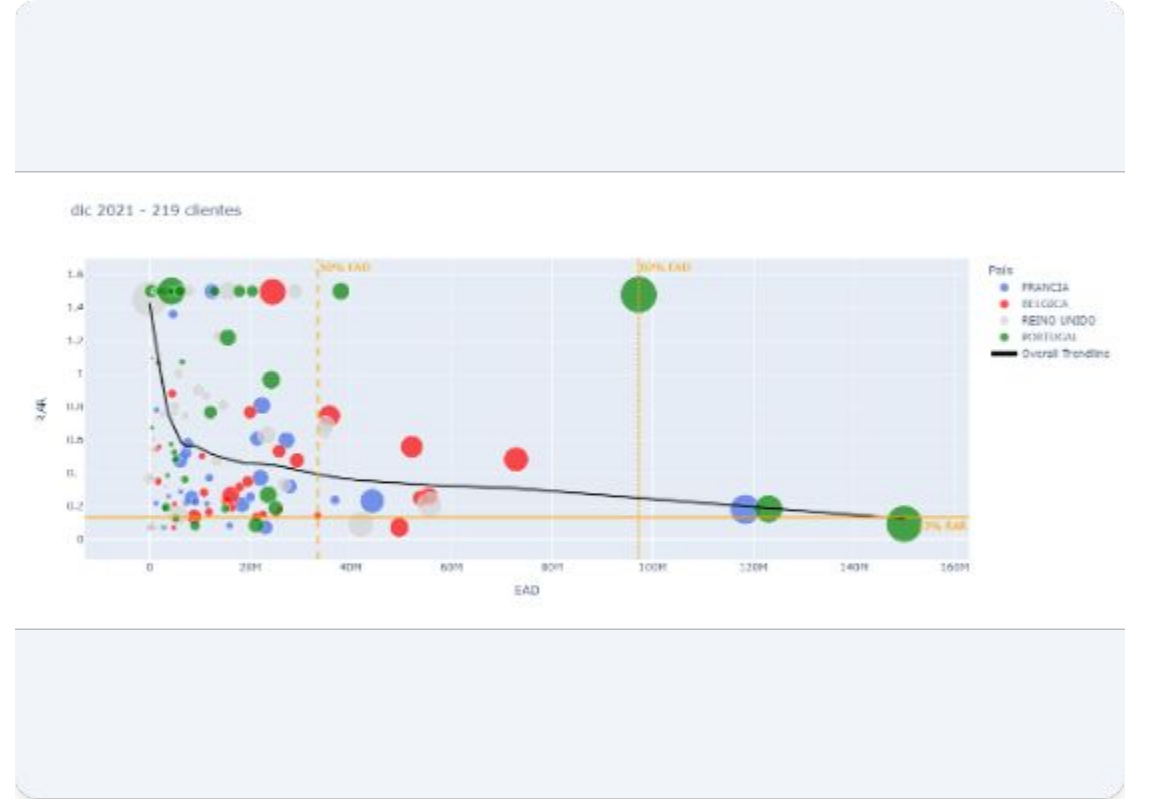 dic 2021 - 219 clientes
1.6
1.4
1.2
1
0.8
0.6
0.2
0
RAR
0
20M
40M
60M
80M
100M
120M
140M
160M
EAD
País
FRANCIA
BELGICA
REINO UNIDO
PORTUGAL
Overall Trendline
EAD
EAD
RAR